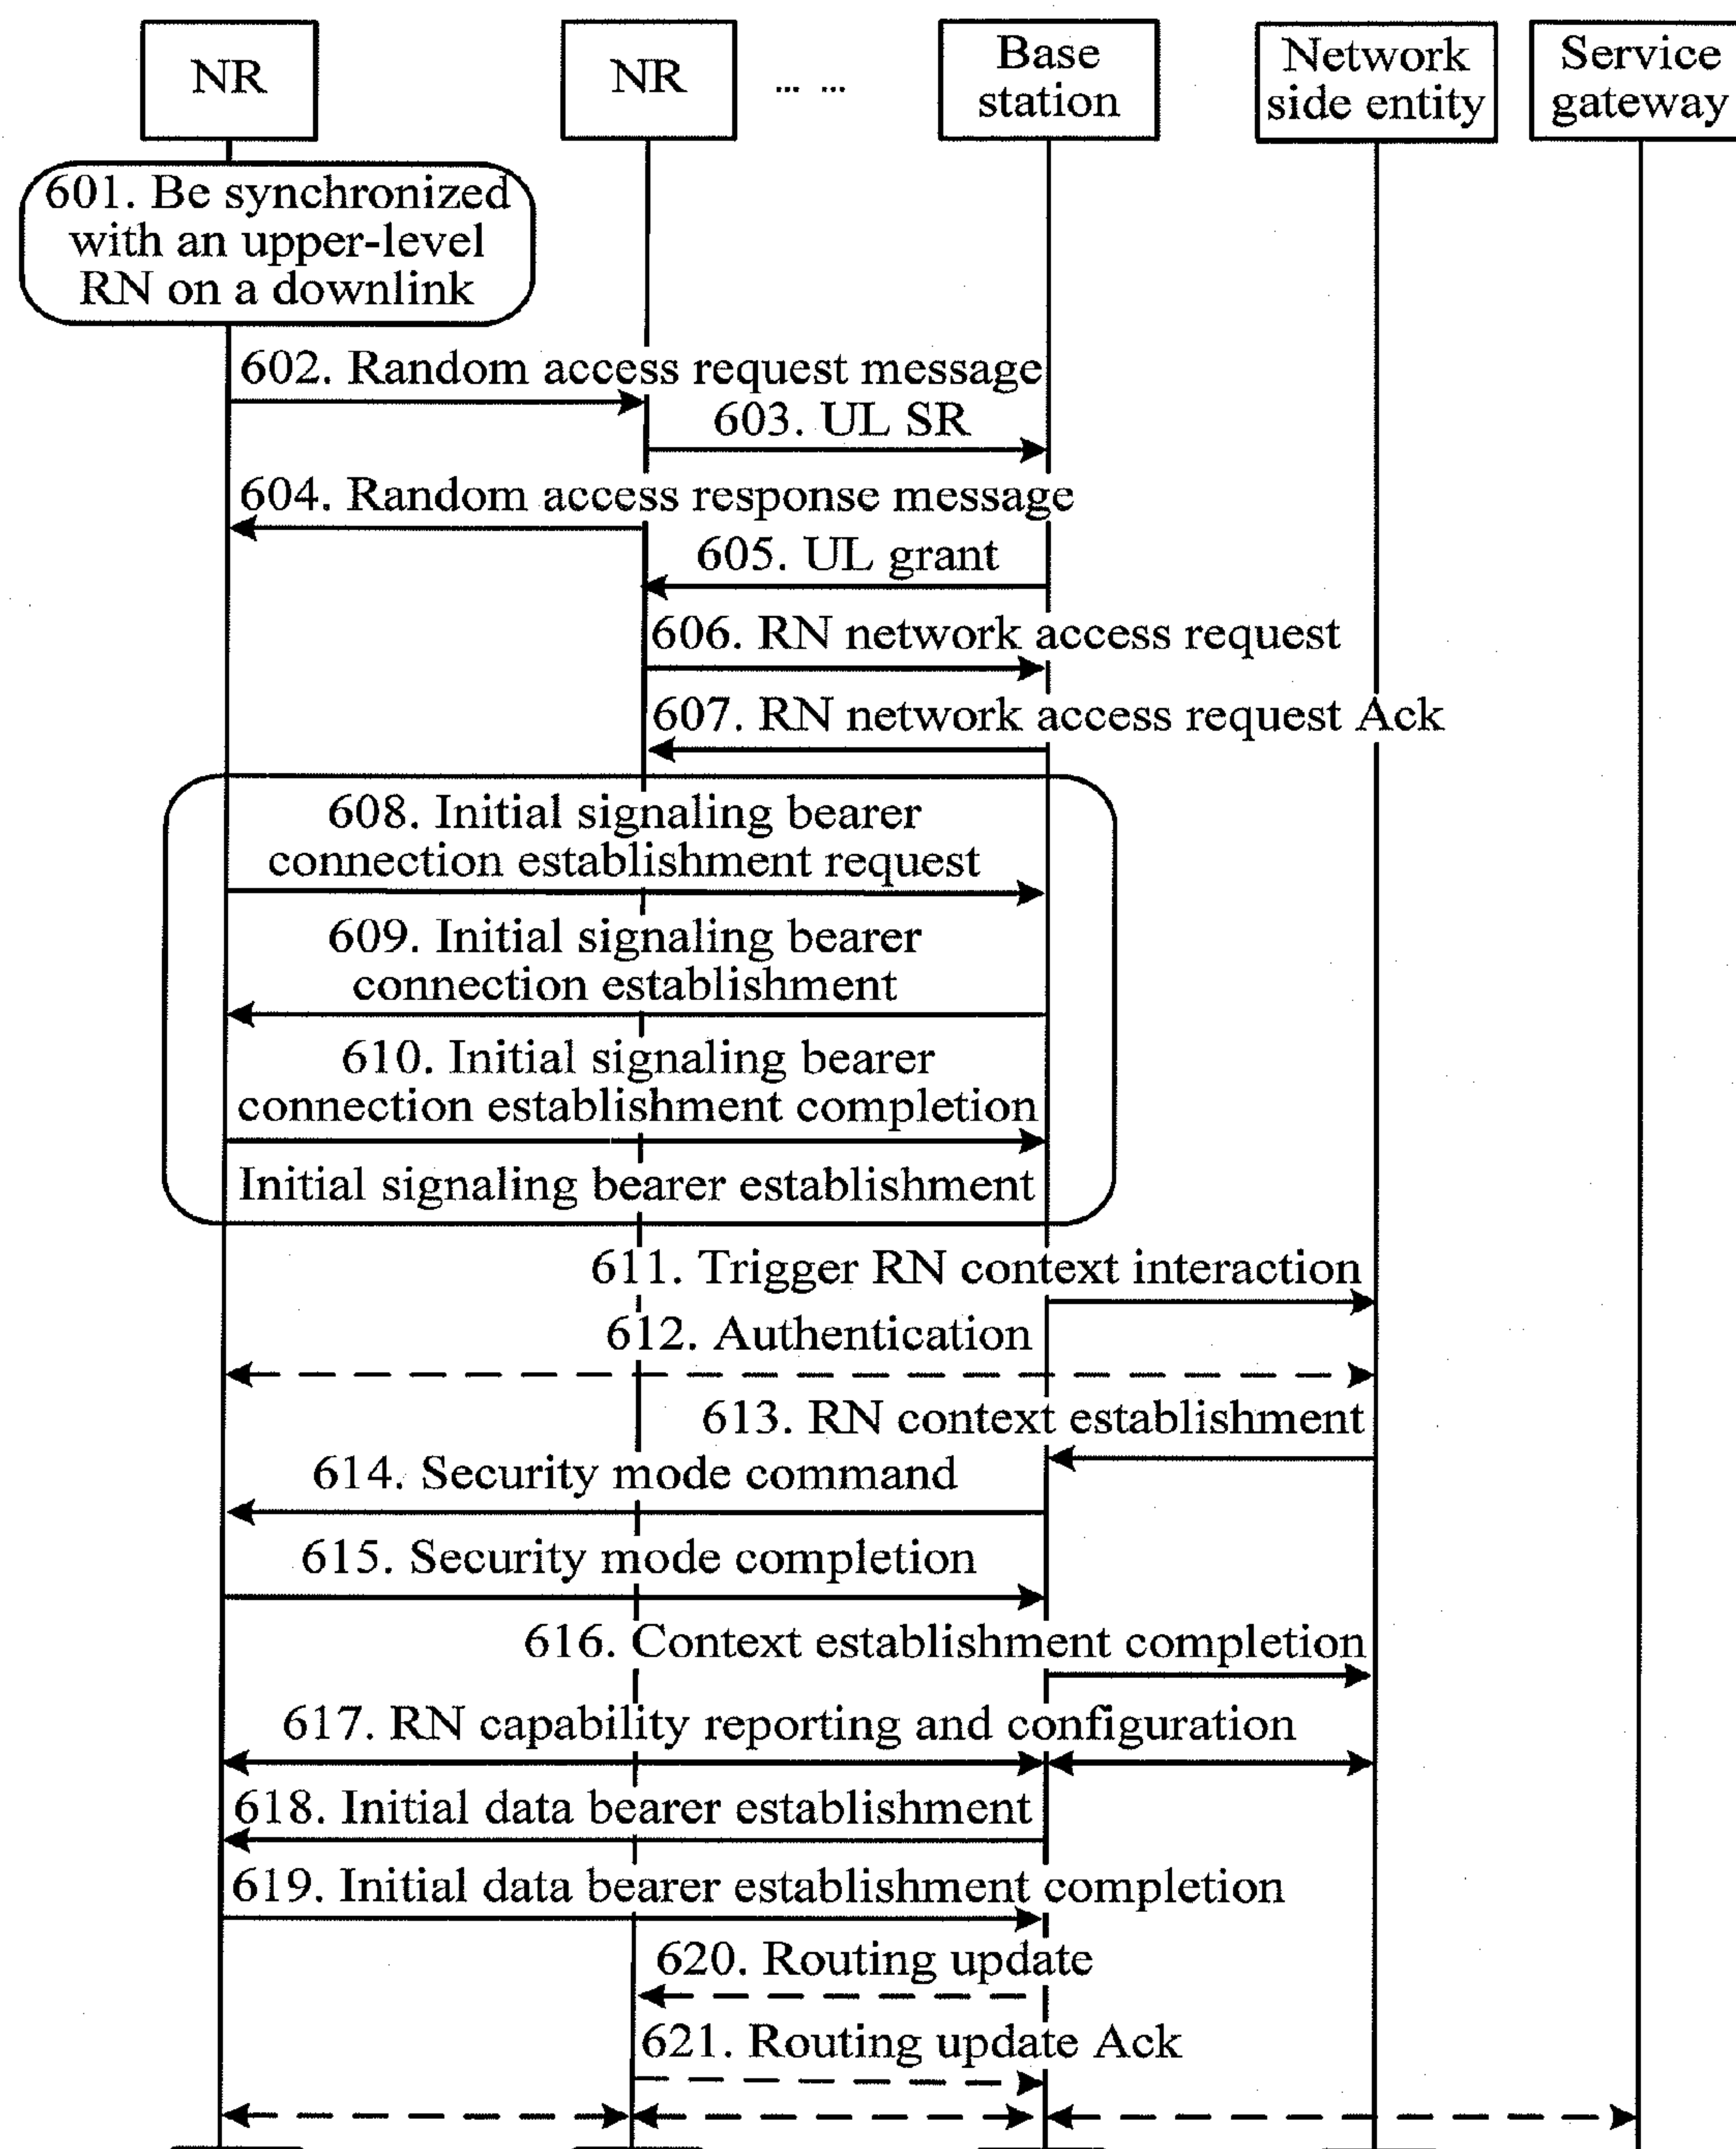 NR
NR
... ...
Base
station
Network
side entity
Service
gateway
601. Be synchronized
with an upper-level
RN on a downlink
602. Random access request message
603. UL SR
604. Random access response message
605. UL grant
606. RN network access request
607. RN network access request Ack
608. Initial signaling bearer
connection establishment request
609. Initial signaling bearer
connection establishment
610. Initial signaling bearer
connection establishment completion
Initial signaling bearer establishment
611. Trigger RN context interaction
612. Authentication
613. RN context establishment
614. Security mode command
615. Security mode completion
616. Context establishment completion
617. RN capability reporting and configuration
618. Initial data bearer establishment
619. Initial data bearer establishment completion
620. Routing update
621. Routing update Ack